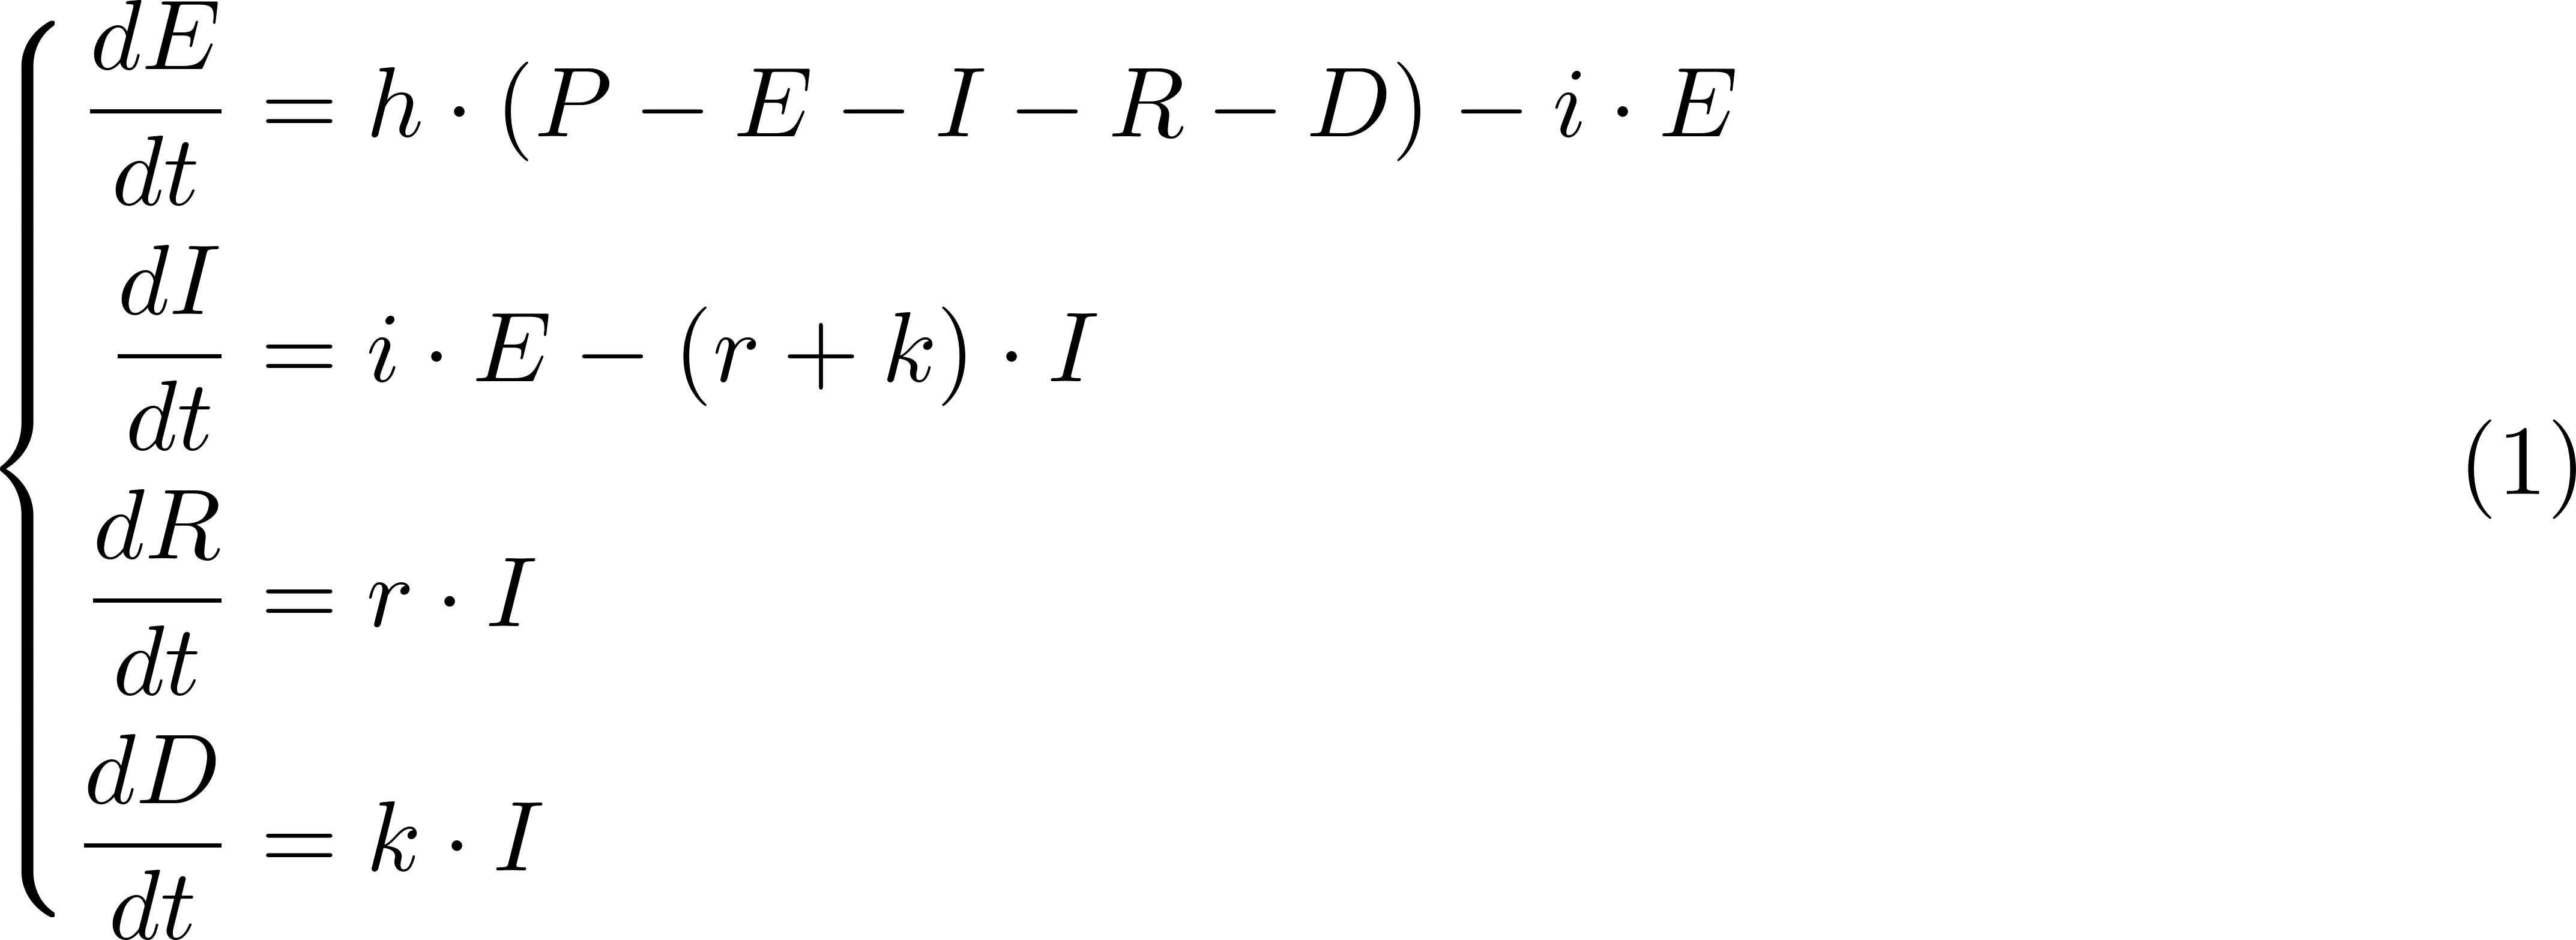 dE/dt = h · (P − E − I − R − D) − i · E
dI/dt = i · E − (r + k) · I
dR/dt = r · I
dD/dt = k · I
(1)